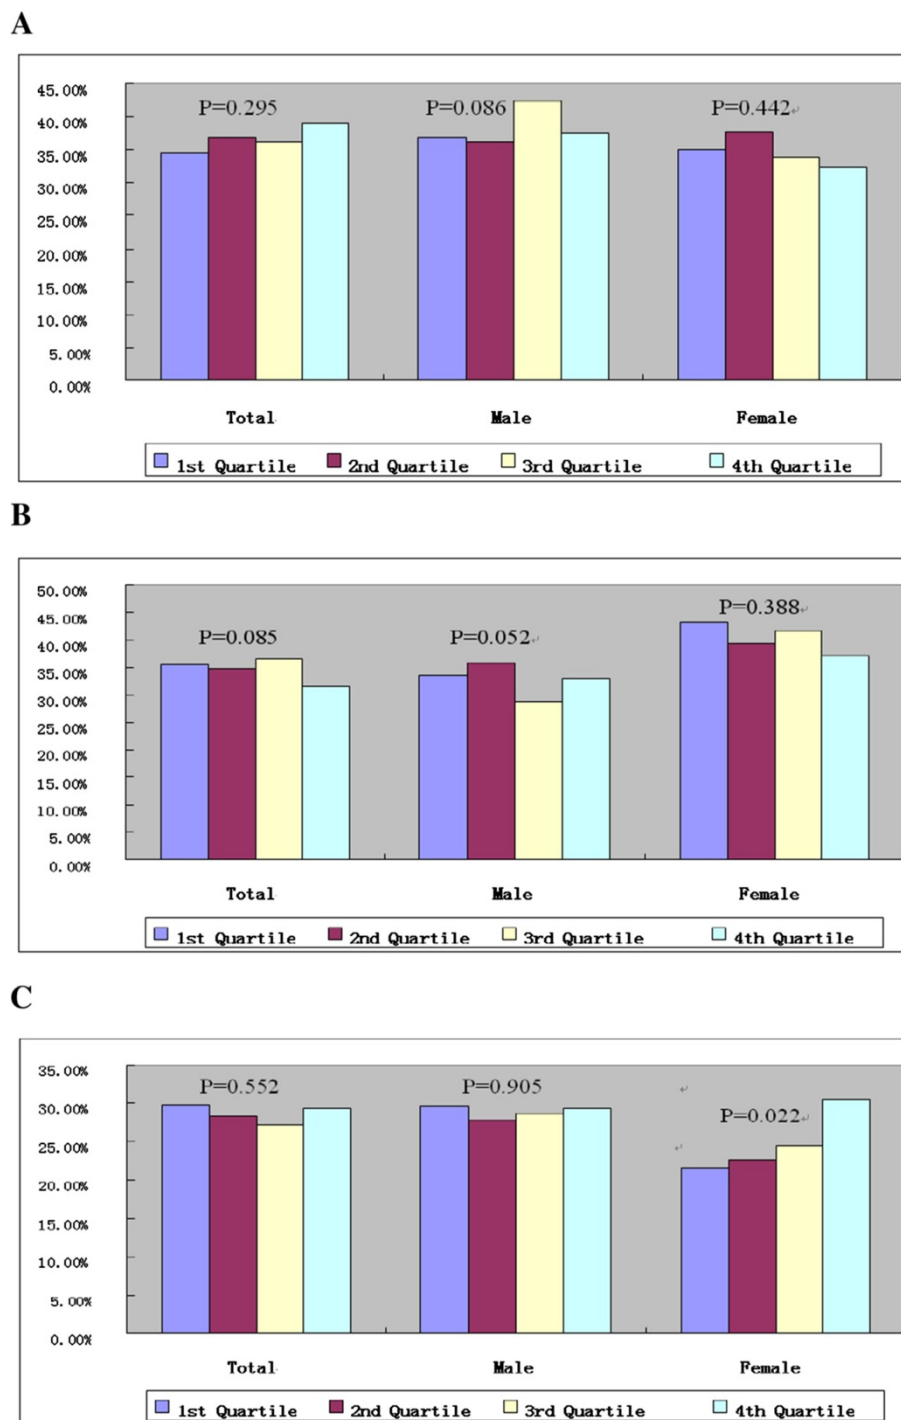 A
45.00%
40.00%
35.00%
30.00%
25.00%
20.00%
15.00%
10.00%
5.00%
0.00%
P=0.295 P=0.086 P=0.442
Total Male Female
1st Quartile 2nd Quartile 3rd Quartile 4th Quartile
B
50.00%
45.00%
40.00%
35.00%
30.00%
25.00%
20.00%
15.00%
10.00%
5.00%
0.00%
P=0.085 P=0.052 P=0.388
Total Male Female
1st Quartile 2nd Quartile 3rd Quartile 4th Quartile
C
35.00%
30.00%
25.00%
20.00%
15.00%
10.00%
5.00%
0.00%
P=0.552 P=0.905 P=0.022
Total Male Female
1st Quartile 2nd Quartile 3rd Quartile 4th Quartile